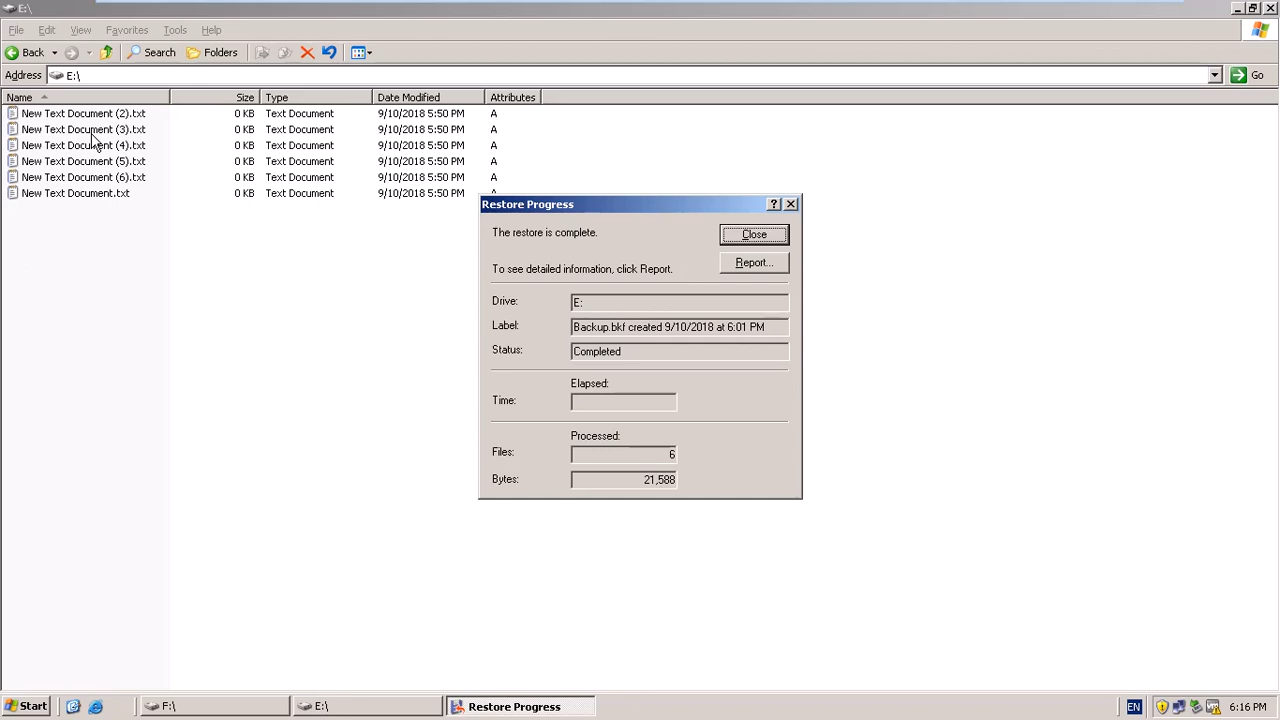 E:\
File Edit View Favorites Tools Help
Back Search Folders
Address E:\ Go
Name Size Type Date Modified Attributes
New Text Document (2).txt 0 KB Text Document 9/10/2018 5:50 PM A
New Text Document (3).txt 0 KB Text Document 9/10/2018 5:50 PM A
New Text Document (4).txt 0 KB Text Document 9/10/2018 5:50 PM A
New Text Document (5).txt 0 KB Text Document 9/10/2018 5:50 PM A
New Text Document (6).txt 0 KB Text Document 9/10/2018 5:50 PM A
New Text Document.txt 0 KB Text Document 9/10/2018 5:50 PM A
Restore Progress
The restore is complete. Close
To see detailed information, click Report. Report...
Drive: E:
Label: Backup.bkf created 9/10/2018 at 6:01 PM
Status: Completed
Elapsed:
Time:
Processed:
Files: 6
Bytes: 21,588
Start F:\ E:\ Restore Progress EN 6:16 PM